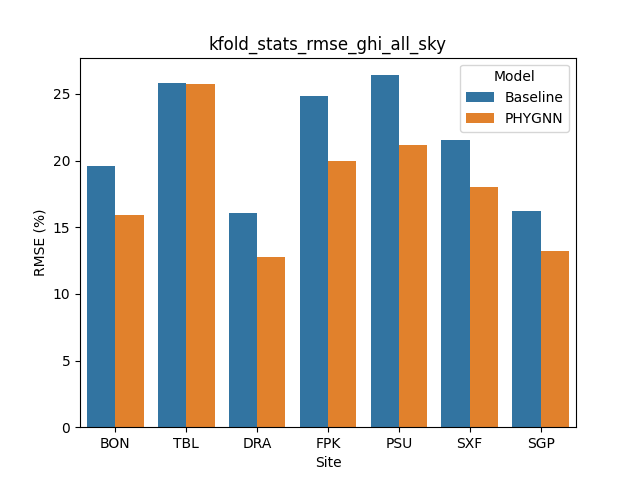 kfold_stats_rmse_ghi_all_sky
Model
Baseline
PHYGNN
RMSE (%)
25
20
15
10
5
0
BON TBL DRA FPK PSU SXF SGP
Site